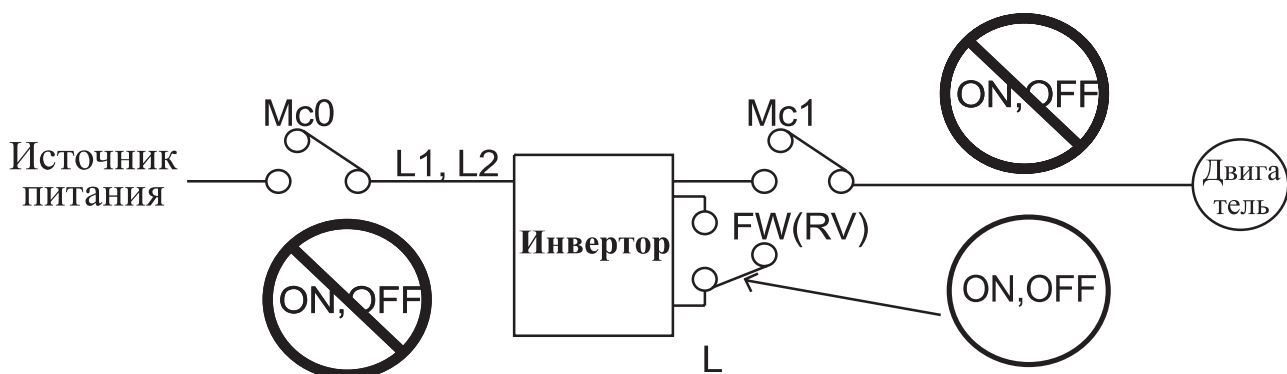 Mc0
Mc1
ON,OFF
Источник
питания
L1, L2
Двига
тель
Инвертор
FW(RV)
ON,OFF
ON,OFF
L